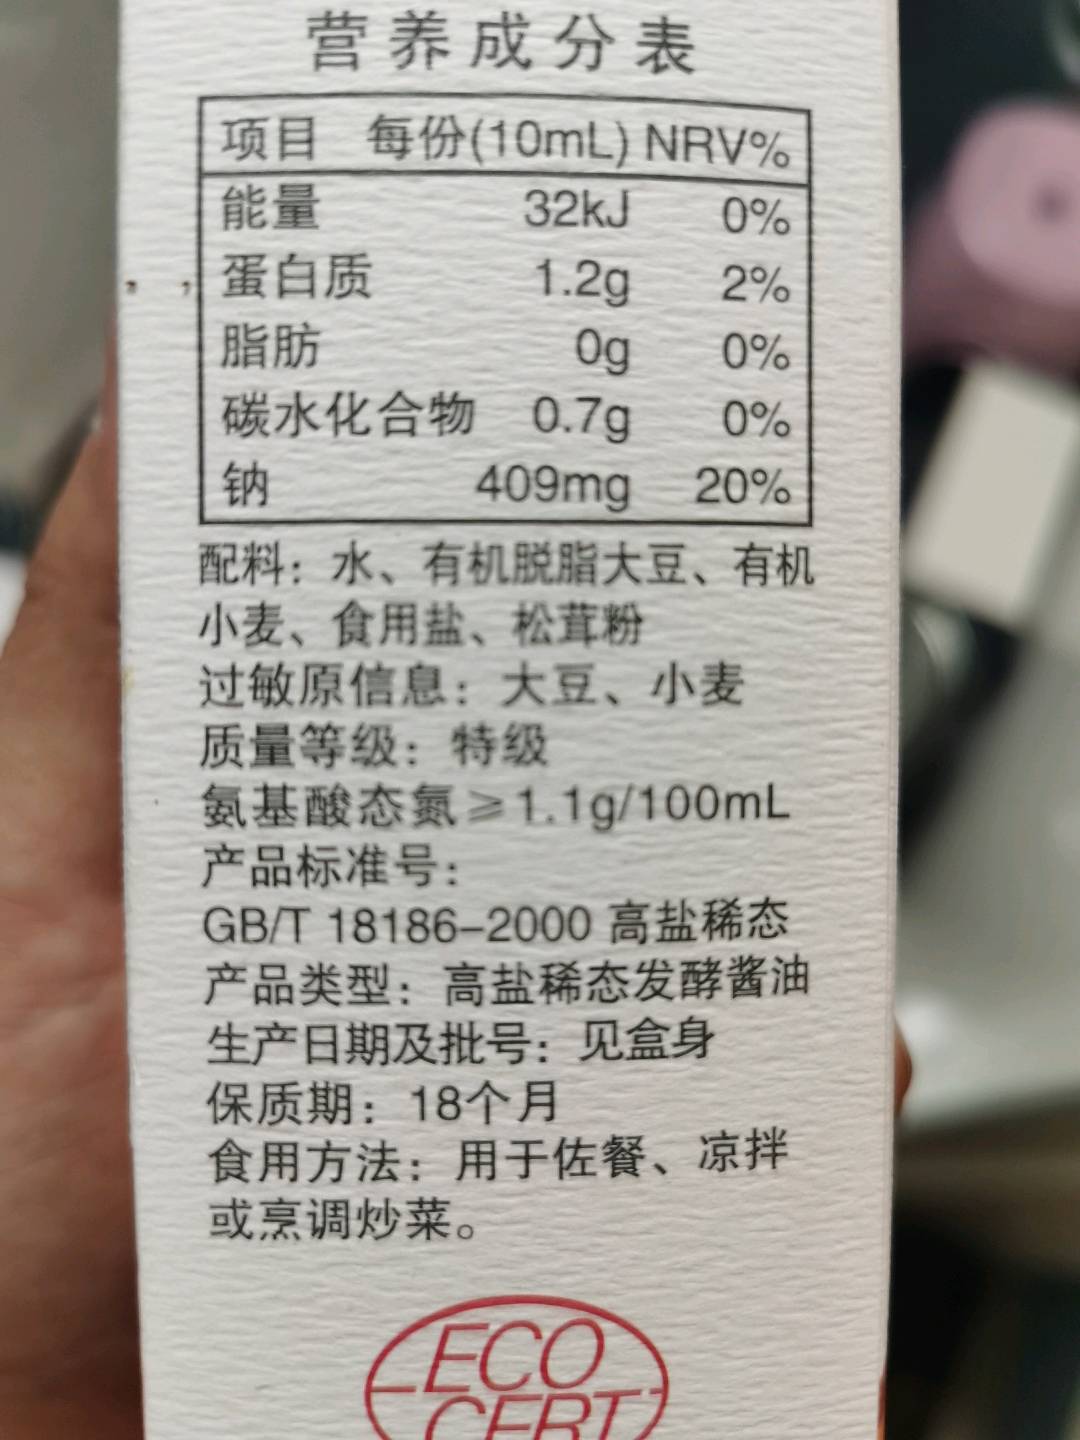 营养成分表
项目 每份(10mL) NRV%
能量 32kJ 0%
蛋白质 1.2g 2%
脂肪 0g 0%
碳水化合物 0.7g 0%
钠 409mg 20%
配料：水、有机脱脂大豆、有机
小麦、食用盐、松茸粉
过敏原信息：大豆、小麦
质量等级：特级
氨基酸态氮≥1.1g/100mL
产品标准号：
GB/T 18186-2000 高盐稀态
产品类型：高盐稀态发酵酱油
生产日期及批号：见盒身
保质期：18个月
食用方法：用于佐餐、凉拌
或烹调炒菜。
ECO
CERT